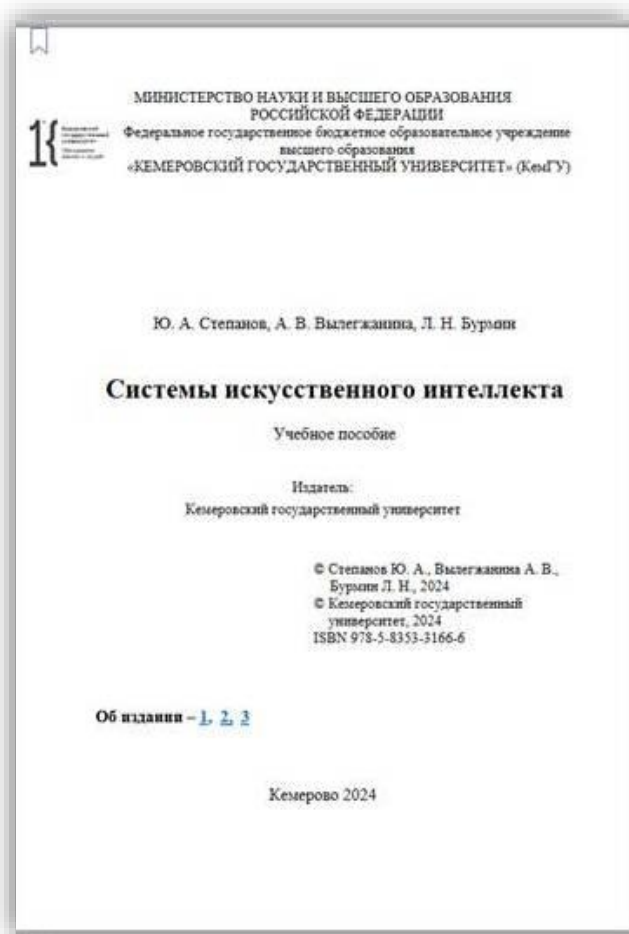 МИНИСТЕРСТВО НАУКИ И ВЫСШЕГО ОБРАЗОВАНИЯ
РОССИЙСКОЙ ФЕДЕРАЦИИ
Федеральное государственное бюджетное образовательное учреждение
высшего образования
«КЕМЕРОВСКИЙ ГОСУДАРСТВЕННЫЙ УНИВЕРСИТЕТ» (КемГУ)
Ю. А. Степанов, А. В. Вылегжанина, Л. Н. Бурмин
Системы искусственного интеллекта
Учебное пособие
Издатель:
Кемеровский государственный университет
© Степанов Ю. А., Вылегжанина А. В.,
Бурмин Л. Н., 2024
© Кемеровский государственный
университет, 2024
ISBN 978-5-8353-3166-6
Об издании – 1, 2, 3
Кемерово 2024